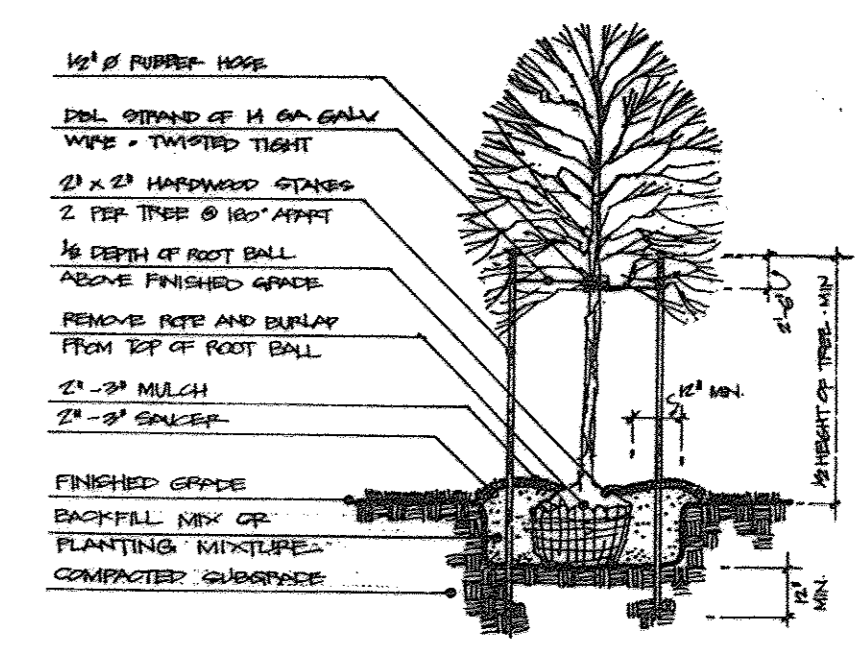 1/2" Ø RUBBER HOSE
DBL STRAND OF 14 GA GALV
WIRE • TWISTED TIGHT
2" x 2" HARDWOOD STAKES
2 PER TREE @ 180° APART
1/8 DEPTH OF ROOT BALL
ABOVE FINISHED GRADE
REMOVE ROPE AND BURLAP
FROM TOP OF ROOT BALL
2"-3" MULCH
2"-3" SAUCER
FINISHED GRADE
BACKFILL MIX OR
PLANTING MIXTURE
COMPACTED SUBGRADE
2'-6"
1/2 HEIGHT OF TREE • MIN
12" MIN.
12"
MIN.